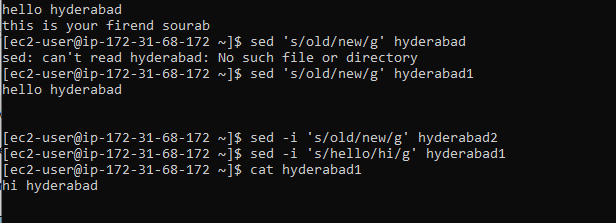 hello hyderabad
this is your firend sourab
[ec2-user@ip-172-31-68-172 ~]$ sed 's/old/new/g' hyderabad
sed: can't read hyderabad: No such file or directory
[ec2-user@ip-172-31-68-172 ~]$ sed 's/old/new/g' hyderabad1
hello hyderabad
[ec2-user@ip-172-31-68-172 ~]$ sed -i 's/old/new/g' hyderabad2
[ec2-user@ip-172-31-68-172 ~]$ sed -i 's/hello/hi/g' hyderabad1
[ec2-user@ip-172-31-68-172 ~]$ cat hyderabad1
hi hyderabad